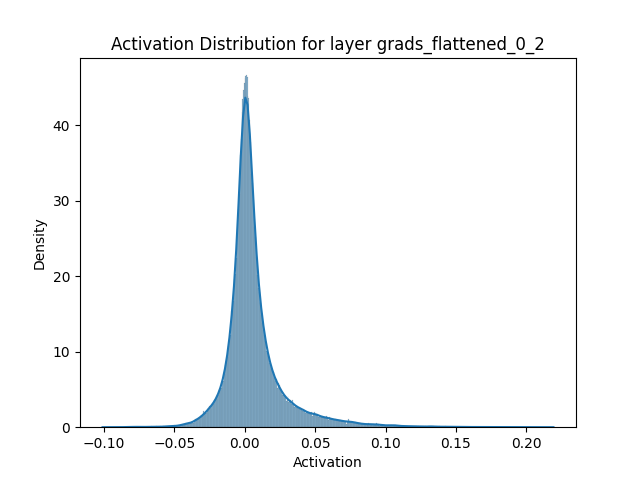 Activation Distribution for layer grads_flattened_0_2
Density
40
30
20
10
0
−0.10 −0.05 0.00 0.05 0.10 0.15 0.20
Activation